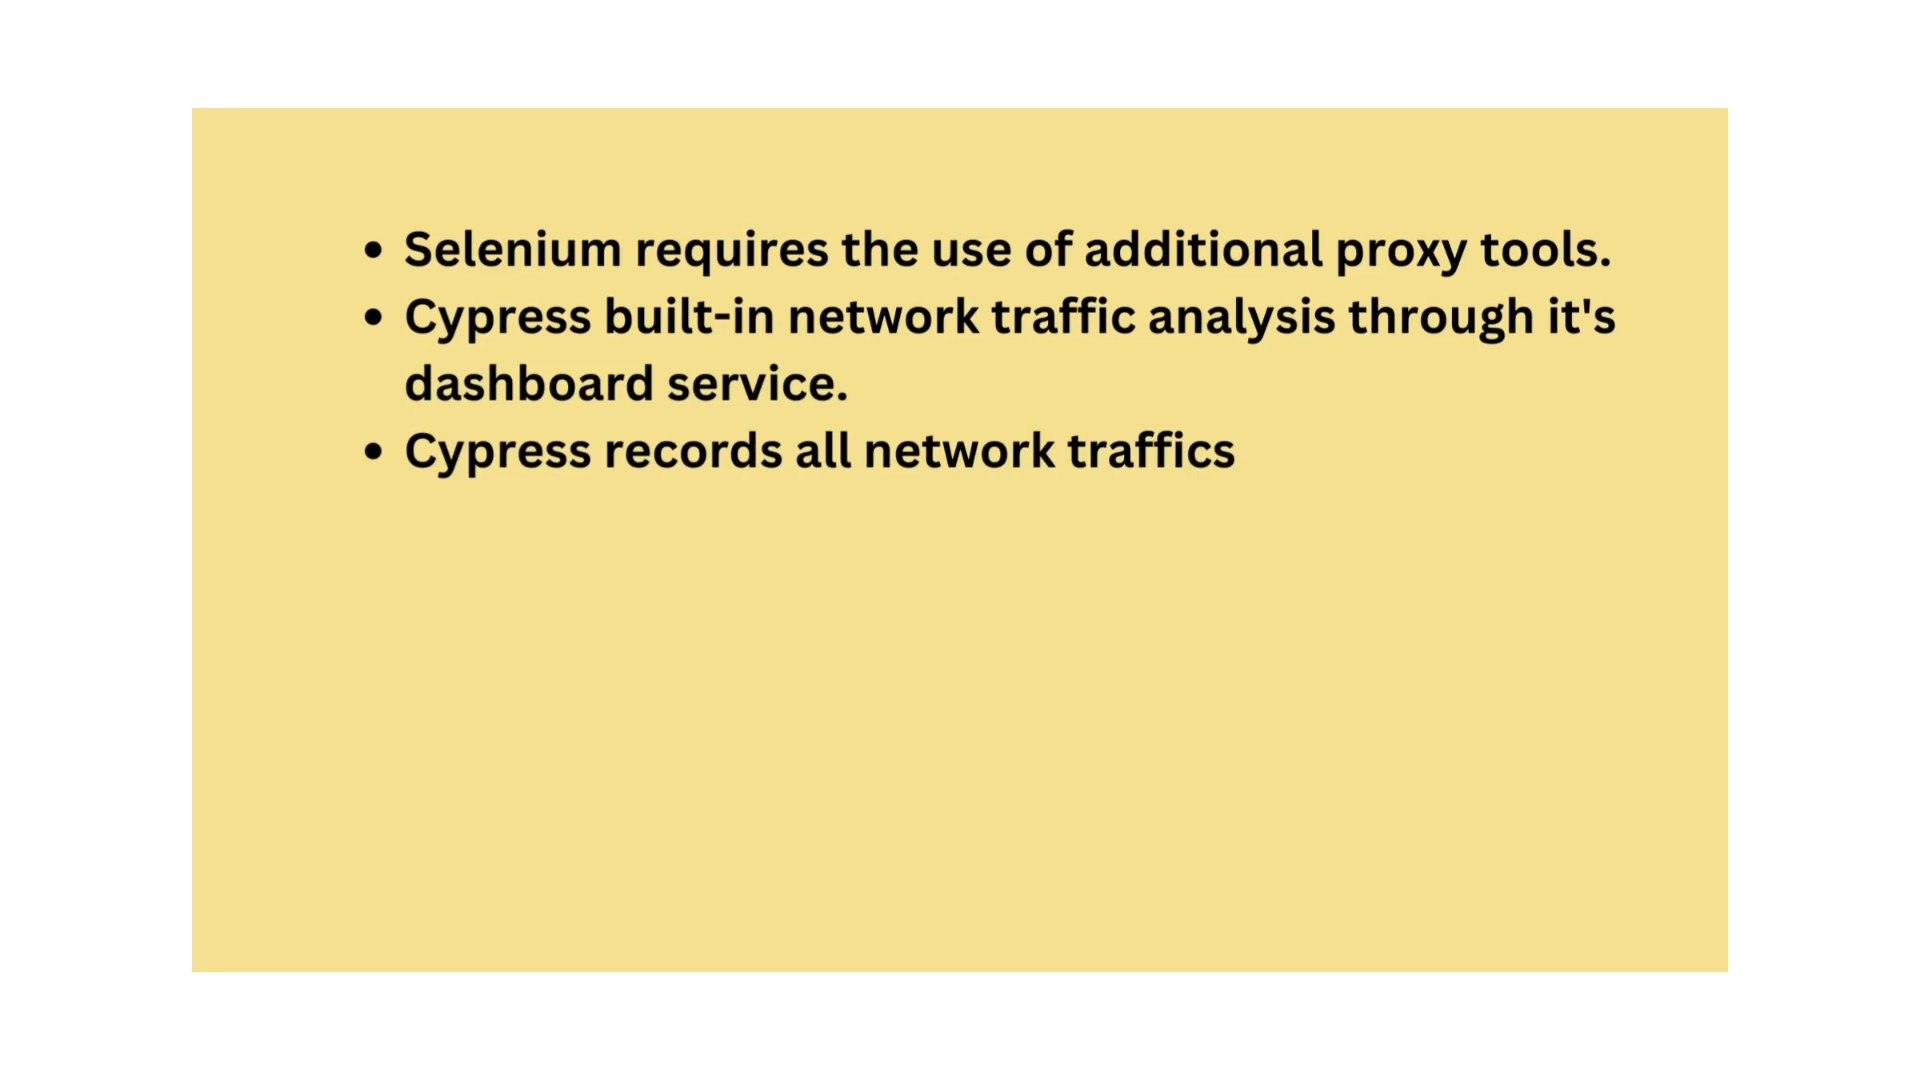 • Selenium requires the use of additional proxy tools.
• Cypress built-in network traffic analysis through it's
dashboard service.
• Cypress records all network traffics